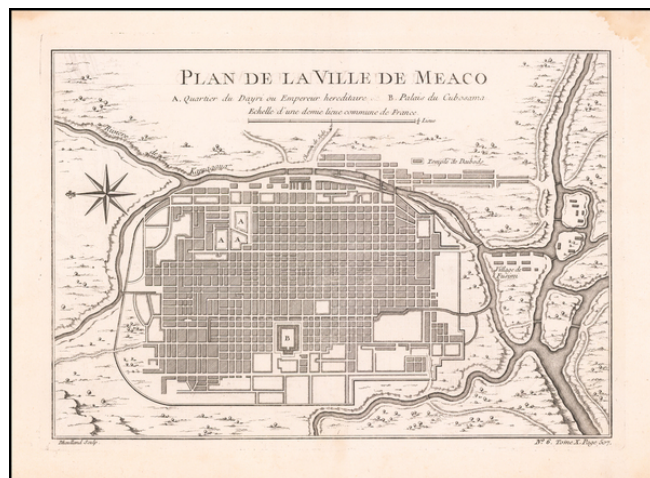 PLAN DE LA VILLE DE MEACO
A. Quartier du Dayri ou Empereur hereditaire. B. Palais du Cubosama
Echelle d'une demie lieue commune de France
Temple de Daibods
A
A
A
Village de
B
N.º 6. Tome X. Page 507.